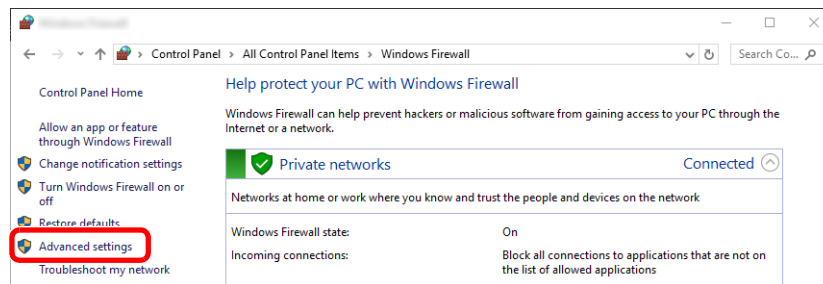 Control Panel > All Control Panel Items > Windows Firewall
Search Co...
Control Panel Home
Allow an app or feature
through Windows Firewall
Change notification settings
Turn Windows Firewall on or
off
Restore defaults
Advanced settings
Troubleshoot my network
Help protect your PC with Windows Firewall
Windows Firewall can help prevent hackers or malicious software from gaining access to your PC through the
Internet or a network.
Private networks
Connected
Networks at home or work where you know and trust the people and devices on the network
Windows Firewall state:
On
Incoming connections:
Block all connections to applications that are not on
the list of allowed applications